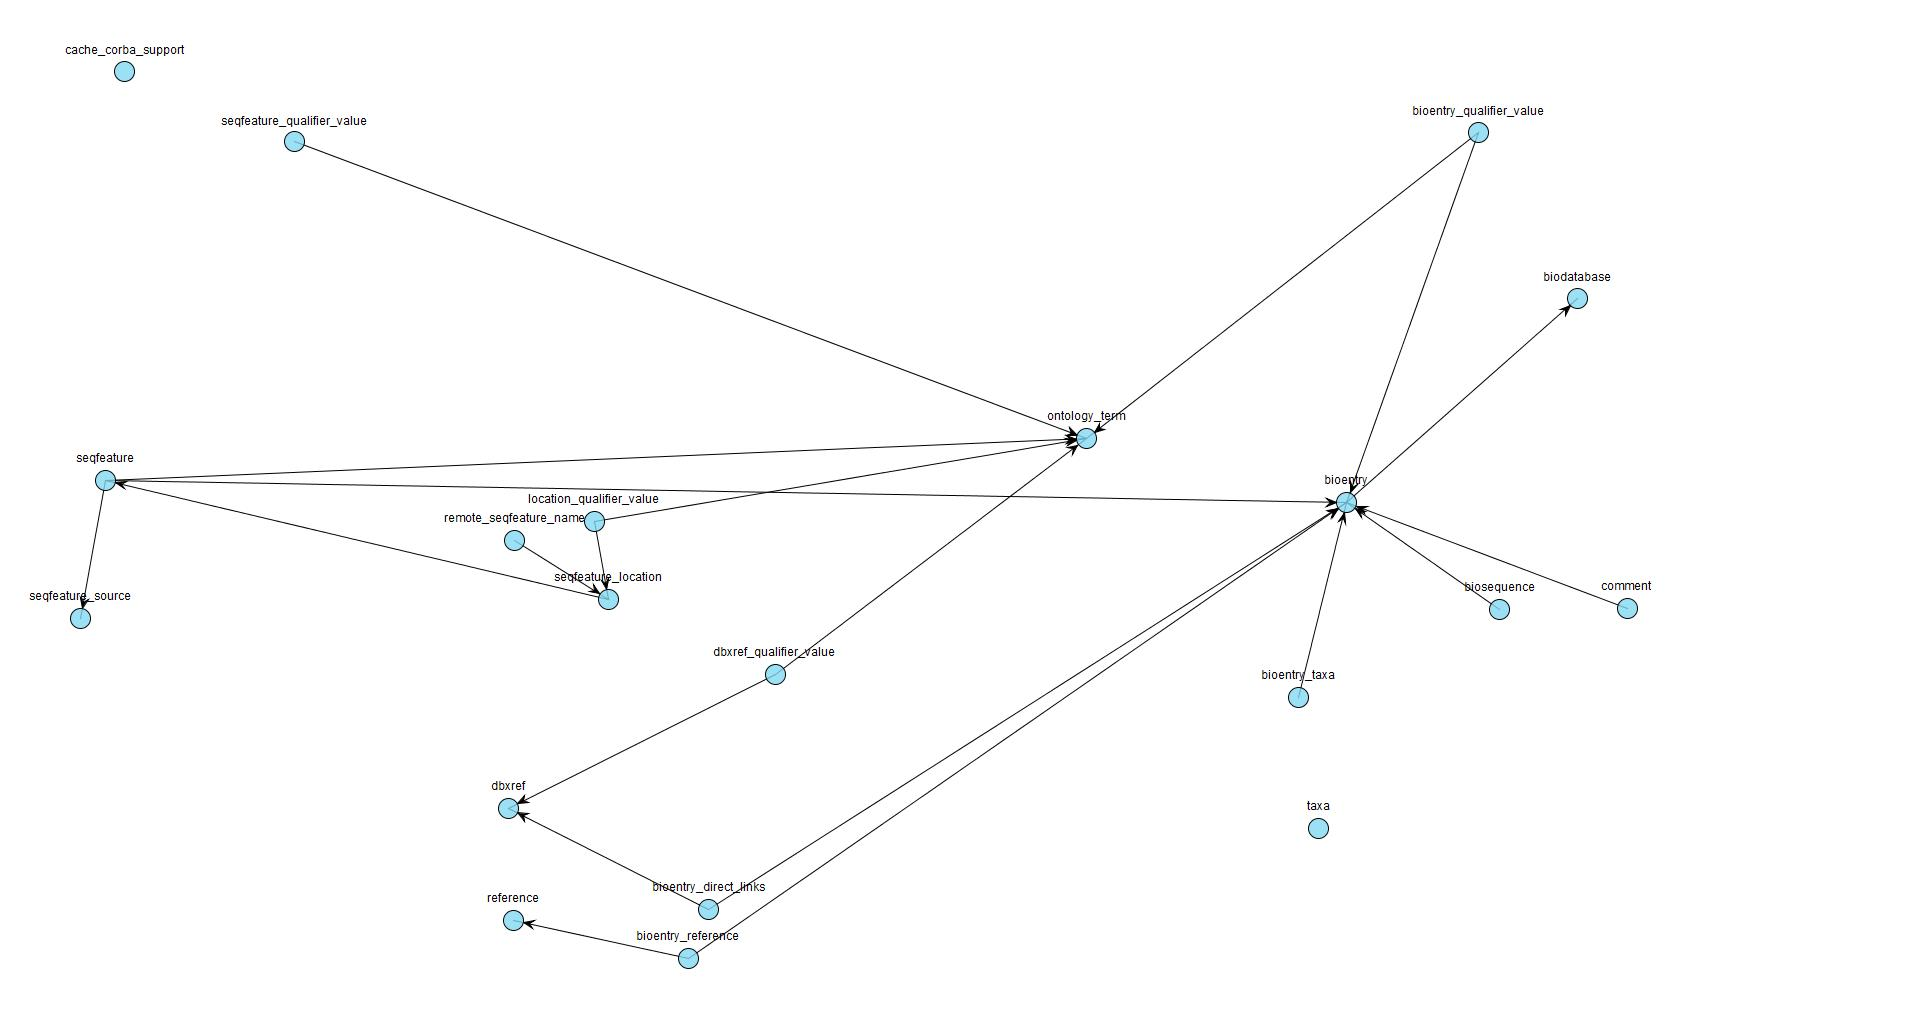 cache_corba_support
seqfeature_qualifier_value
bioentry_qualifier_value
biodatabase
ontology_term
seqfeature
bioentry
location_qualifier_value
remote_seqfeature_name
seqfeature_location
seqfeature_source
biosequence
comment
dbxref_qualifier_value
bioentry_taxa
dbxref
taxa
bioentry_direct_links
reference
bioentry_reference